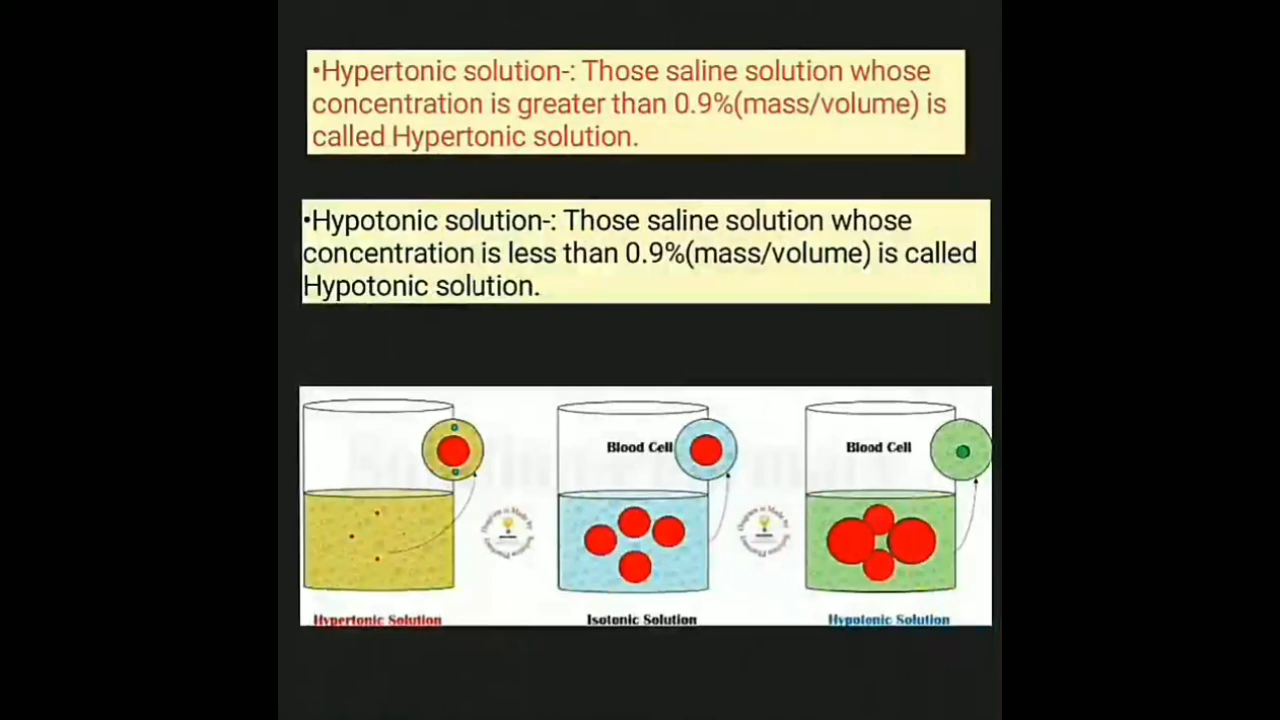 •Hypertonic solution-: Those saline solution whose
concentration is greater than 0.9%(mass/volume) is
called Hypertonic solution.
•Hypotonic solution-: Those saline solution whose
concentration is less than 0.9%(mass/volume) is called
Hypotonic solution.
Blood Cell
Blood Cell
Hypertonic Solution
Isotonic Solution
Hypotonic Solution